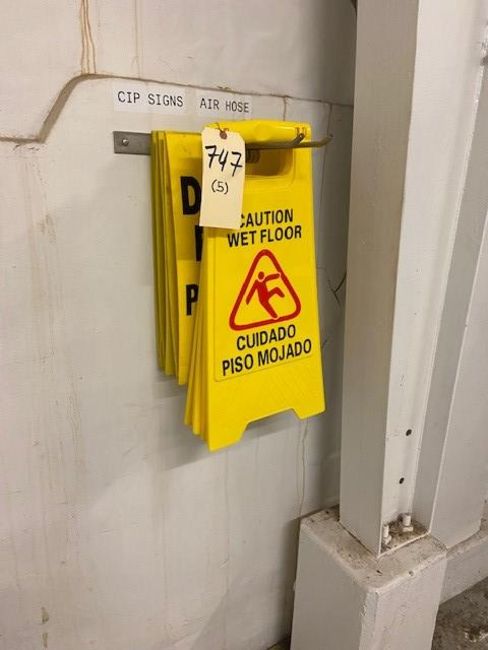 CIP SIGNS AIR HOSE
747
(5)
CAUTION
WET FLOOR
CUIDADO
PISO MOJADO